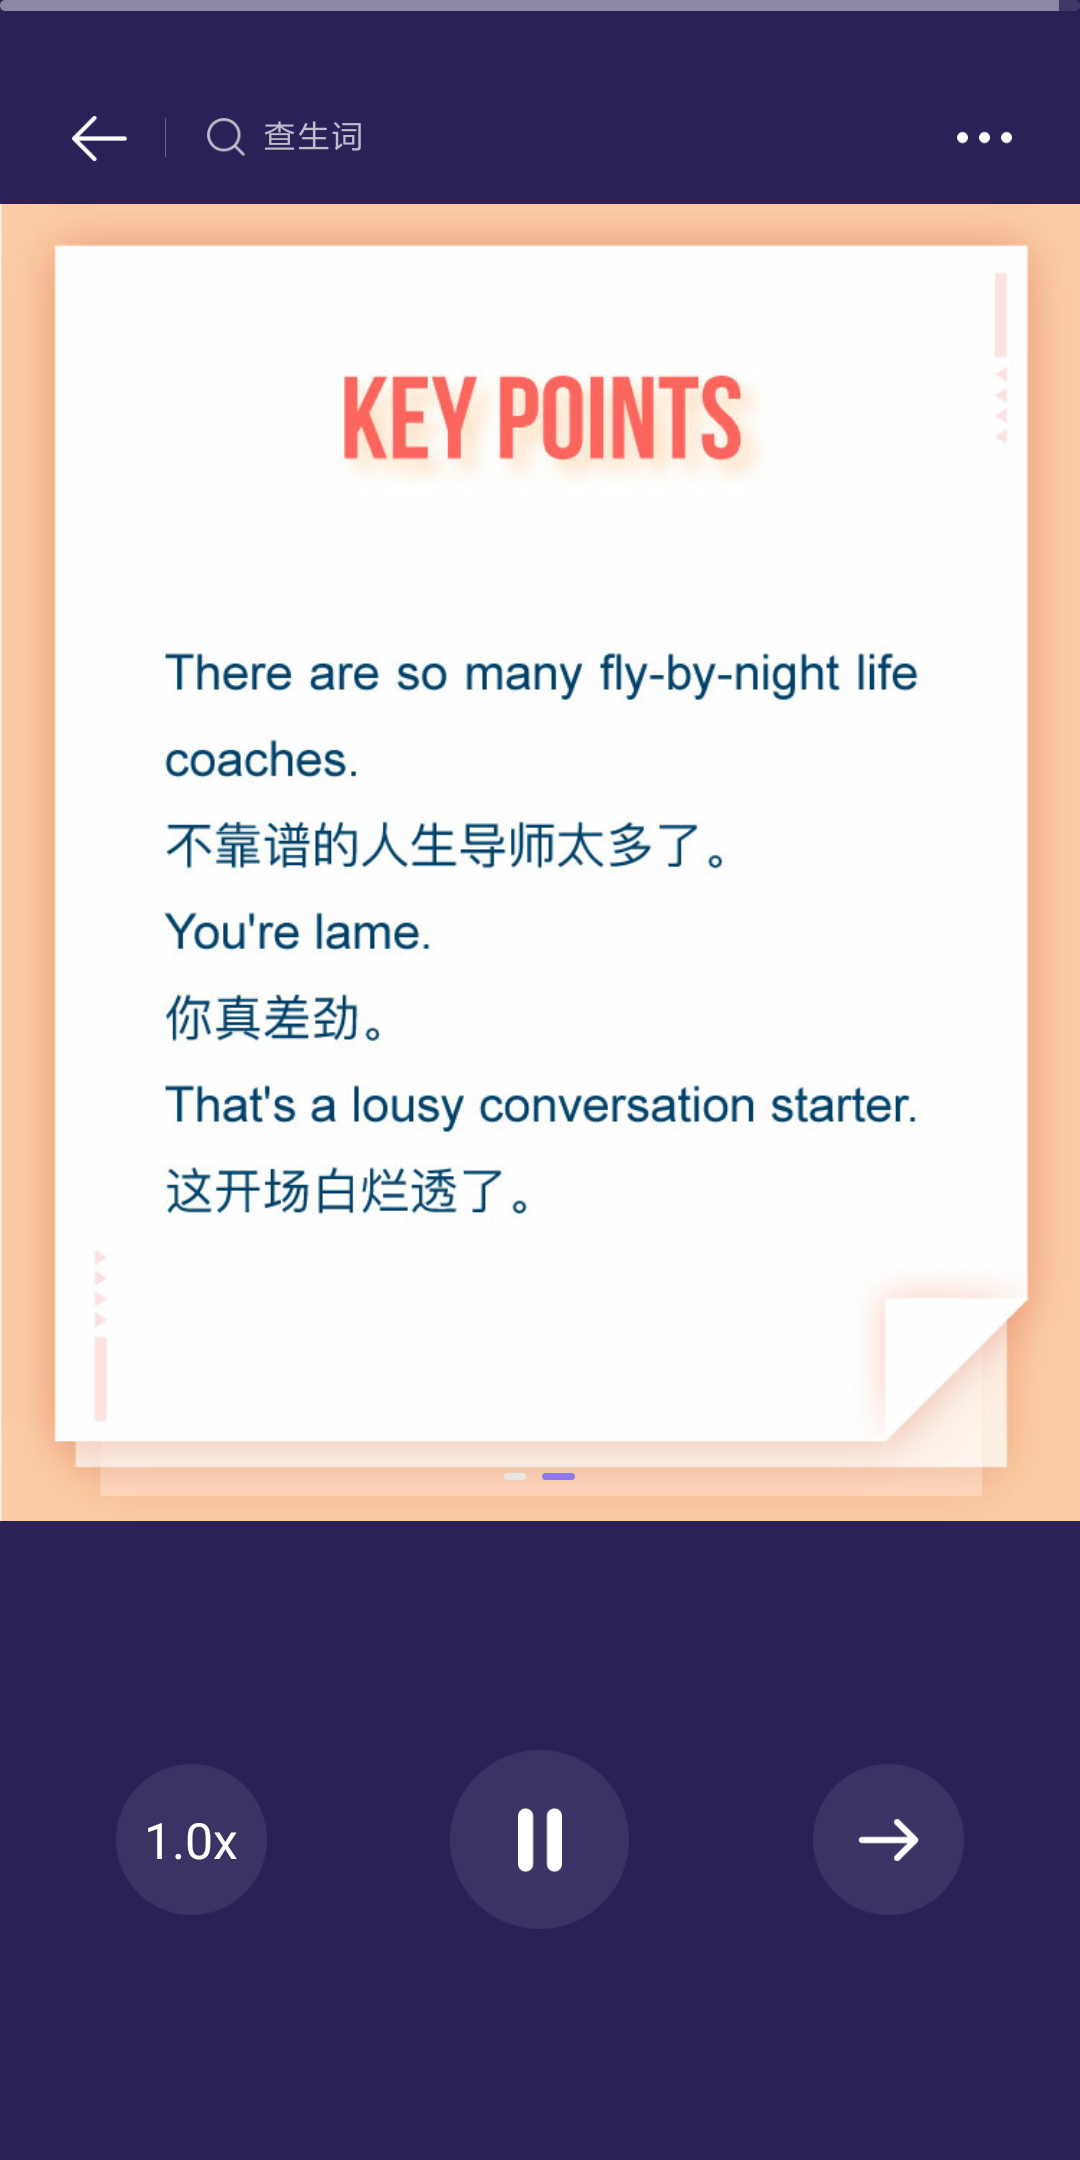 查生词
KEY POINTS
There are so many fly-by-night life
coaches.
不靠谱的人生导师太多了。
You're lame.
你真差劲。
That's a lousy conversation starter.
这开场白烂透了。
1.0x